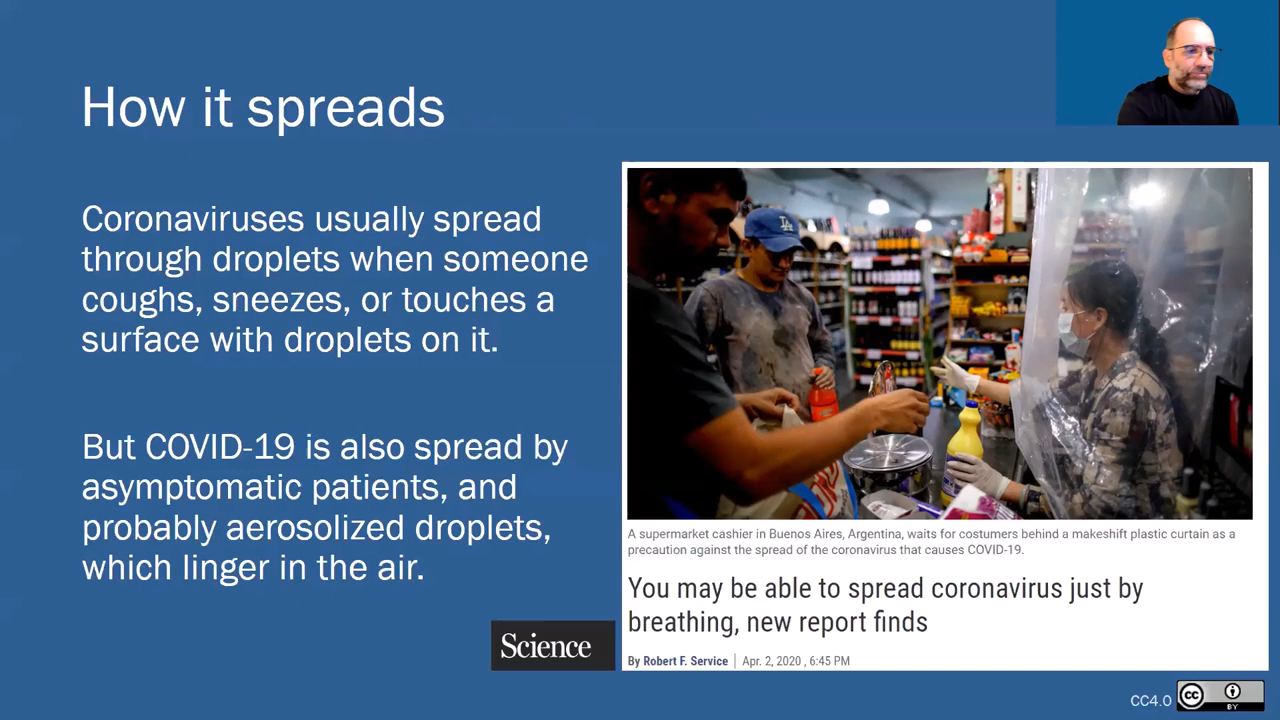 How it spreads
Coronaviruses usually spread
through droplets when someone
coughs, sneezes, or touches a
surface with droplets on it.
But COVID-19 is also spread by
asymptomatic patients, and
probably aerosolized droplets,
which linger in the air.
Science
LA
A supermarket cashier in Buenos Aires, Argentina, waits for costumers behind a makeshift plastic curtain as a
precaution against the spread of the coronavirus that causes COVID-19.
You may be able to spread coronavirus just by
breathing, new report finds
By Robert F. Service | Apr. 2, 2020 , 6:45 PM
CC4.0
cc
BY